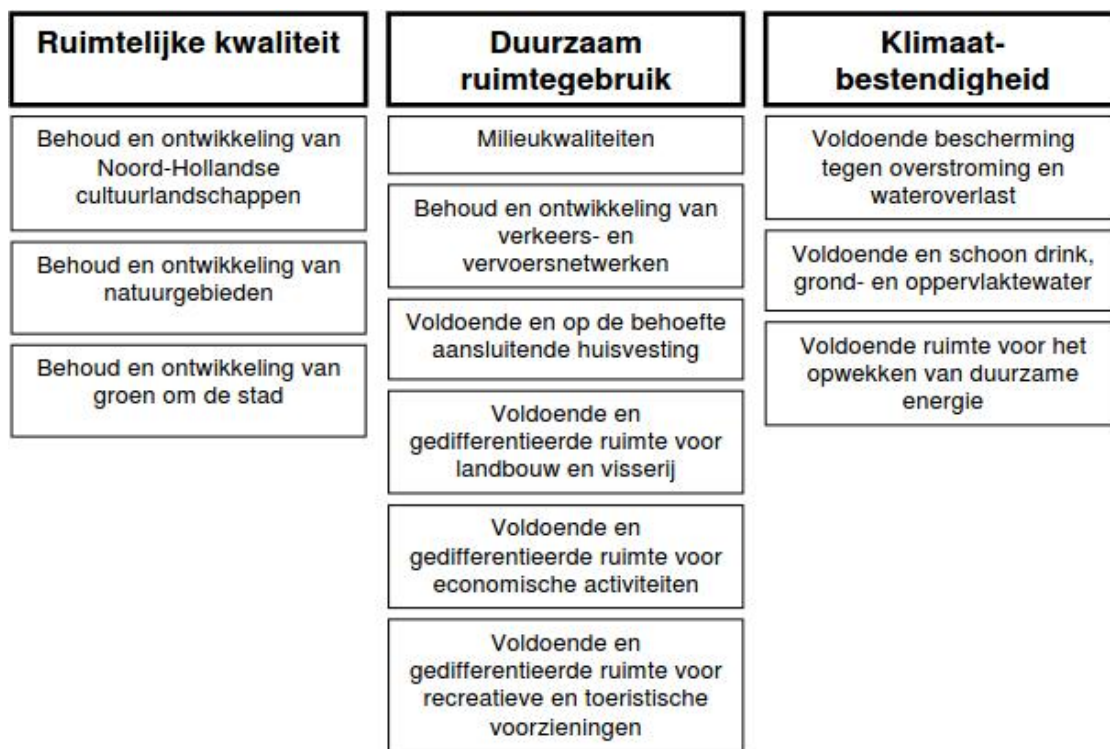 Ruimtelijke kwaliteit
Behoud en ontwikkeling van
Noord-Hollandse
cultuurlandschappen
Behoud en ontwikkeling van
natuurgebieden
Behoud en ontwikkeling van
groen om de stad
Duurzaam
ruimtegebruik
Milieukwaliteiten
Behoud en ontwikkeling van
verkeers- en
vervoersnetwerken
Voldoende en op de behoefte
aansluitende huisvesting
Voldoende en
gedifferentieerde ruimte voor
landbouw en visserij
Voldoende en
gedifferentieerde ruimte voor
economische activiteiten
Voldoende en
gedifferentieerde ruimte voor
recreatieve en toeristische
voorzieningen
Klimaat-
bestendigheid
Voldoende bescherming
tegen overstroming en
wateroverlast
Voldoende en schoon drink,
grond- en oppervlaktewater
Voldoende ruimte voor het
opwekken van duurzame
energie